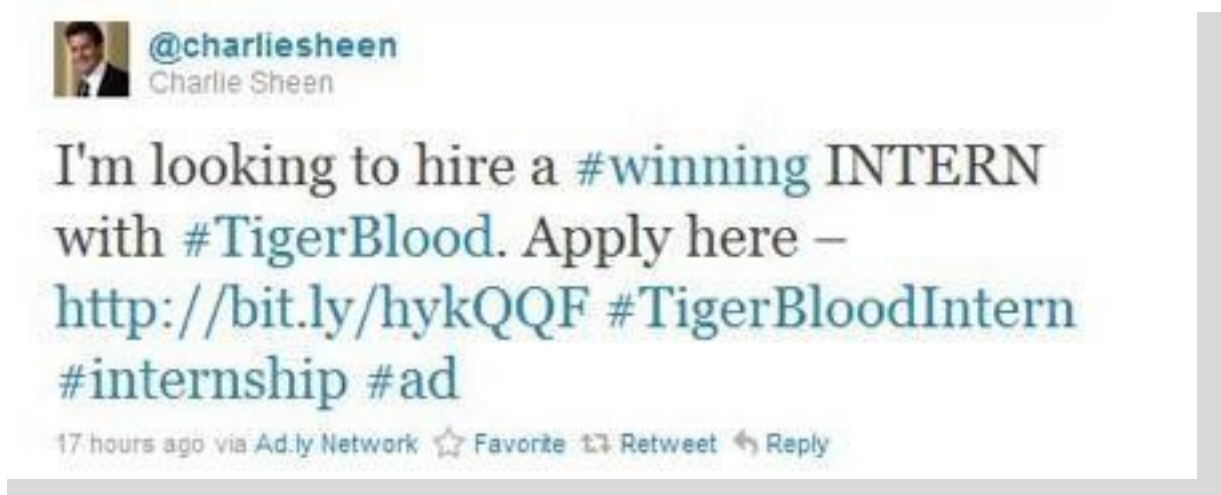 @charliesheen
Charlie Sheen
I'm looking to hire a #winning INTERN
with #TigerBlood. Apply here –
http://bit.ly/hykQQF #TigerBloodIntern
#internship #ad
17 hours ago via Ad.ly Network Favorite Retweet Reply